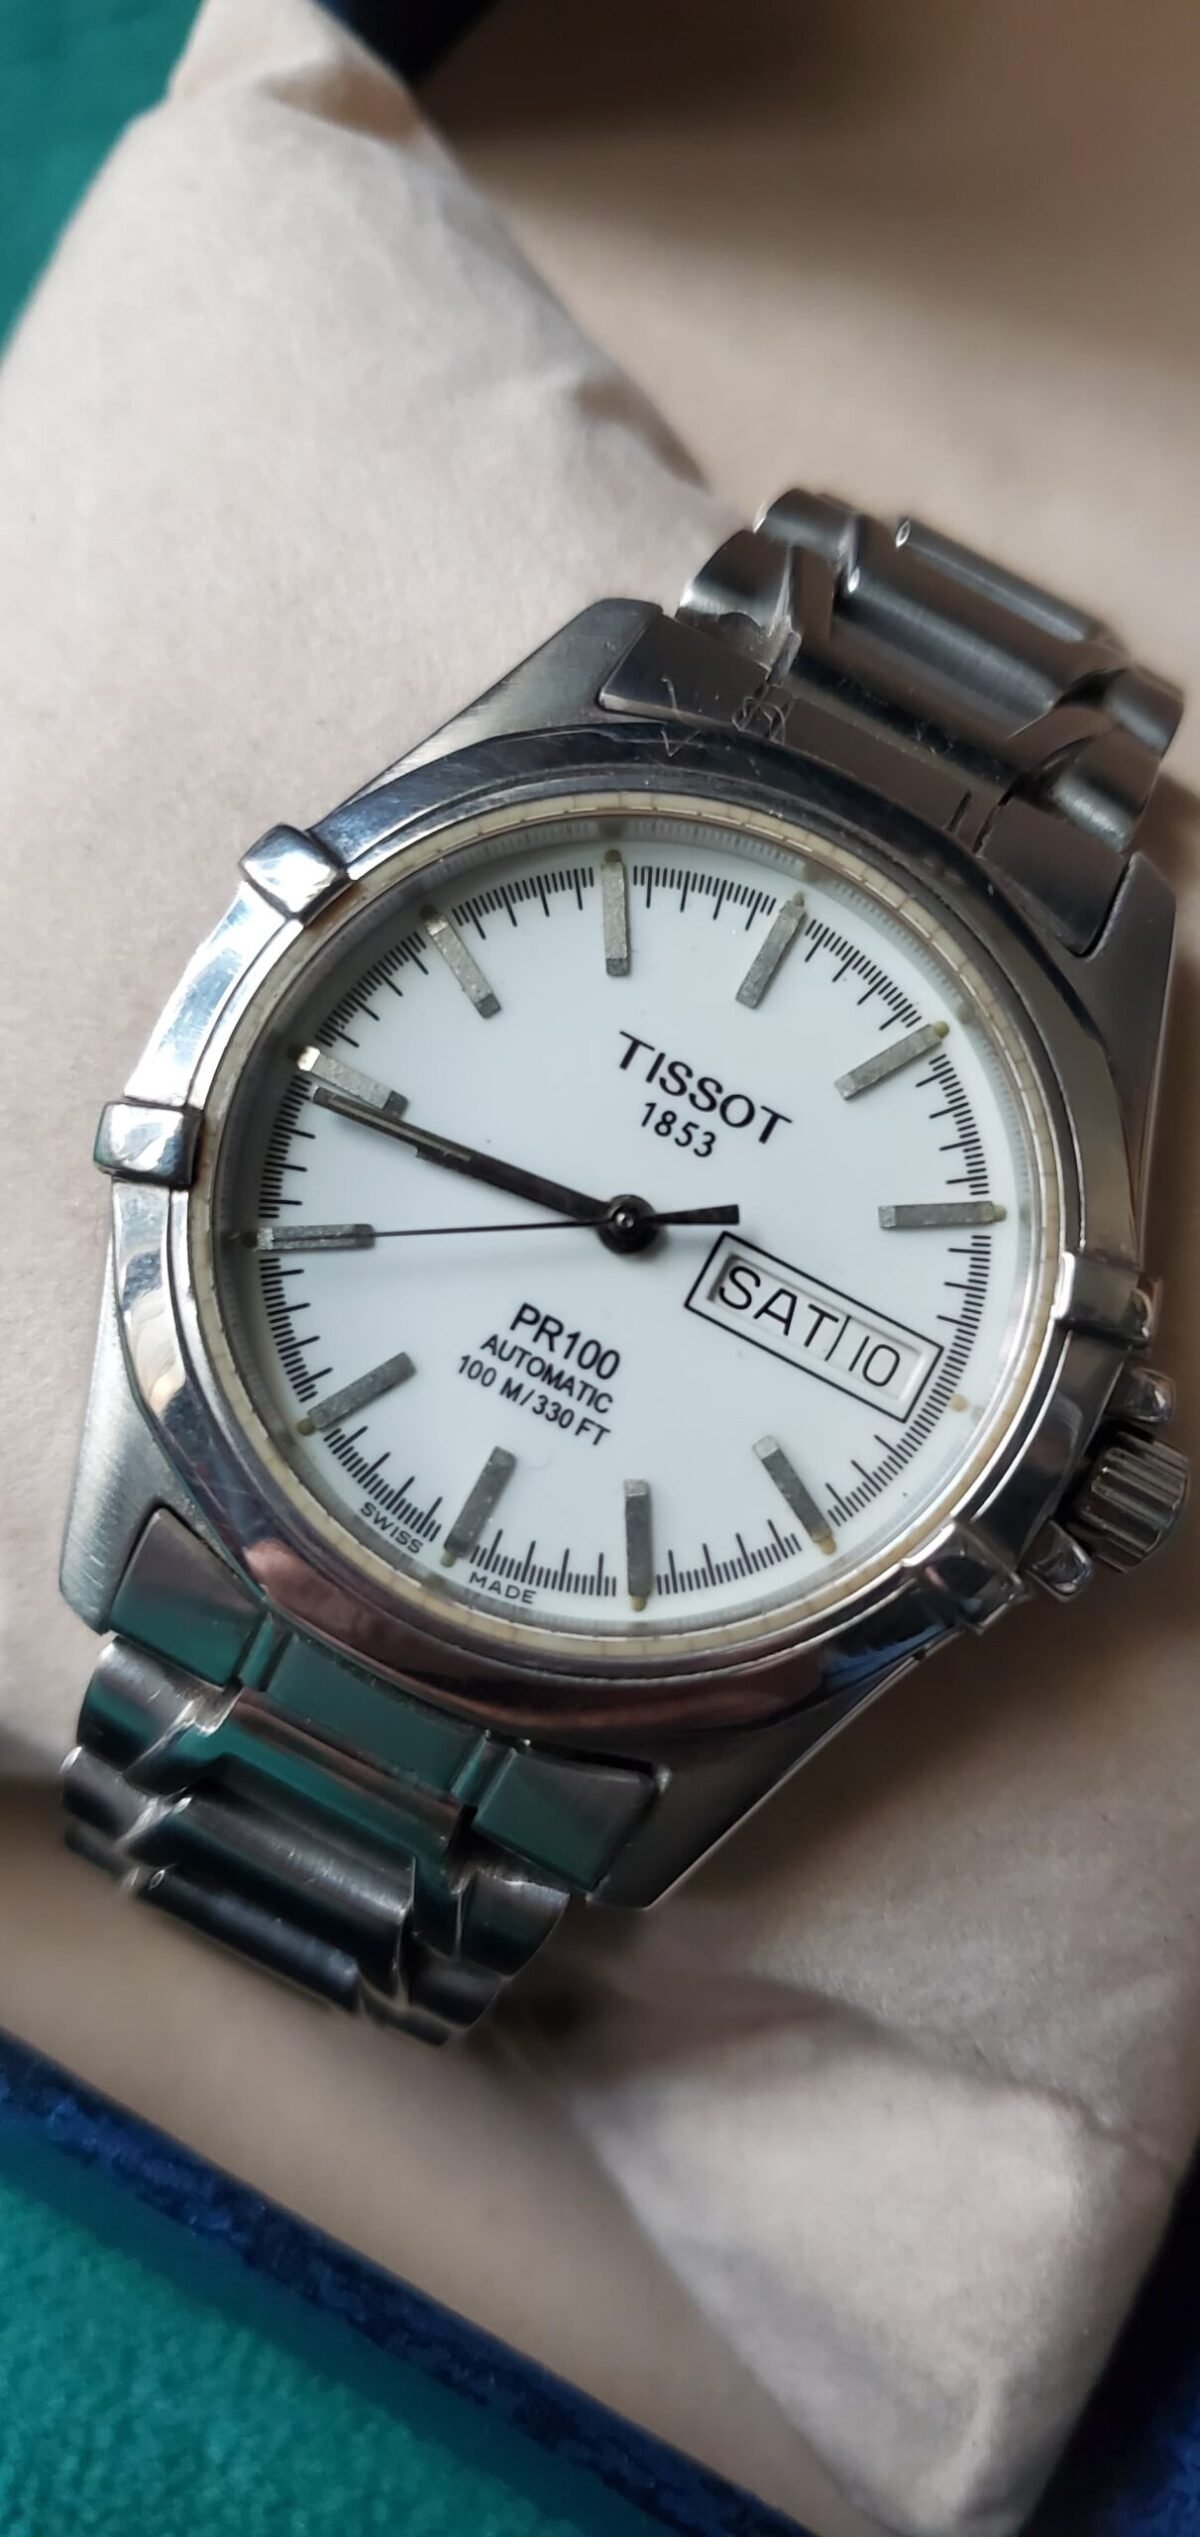 TISSOT
1853
SAT 10
PR100
AUTOMATIC
100 M/330 FT
SWISS MADE